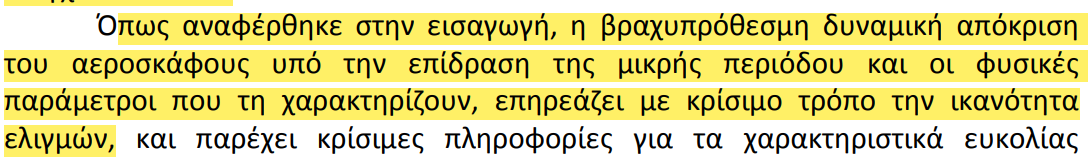 Όπως αναφέρθηκε στην εισαγωγή, η βραχυπρόθεσμη δυναμική απόκριση
του αεροσκάφους υπό την επίδραση της μικρής περιόδου και οι φυσικές
παράμετροι που τη χαρακτηρίζουν, επηρεάζει με κρίσιμο τρόπο την ικανότητα
ελιγμών, και παρέχει κρίσιμες πληροφορίες για τα χαρακτηριστικά ευκολίας